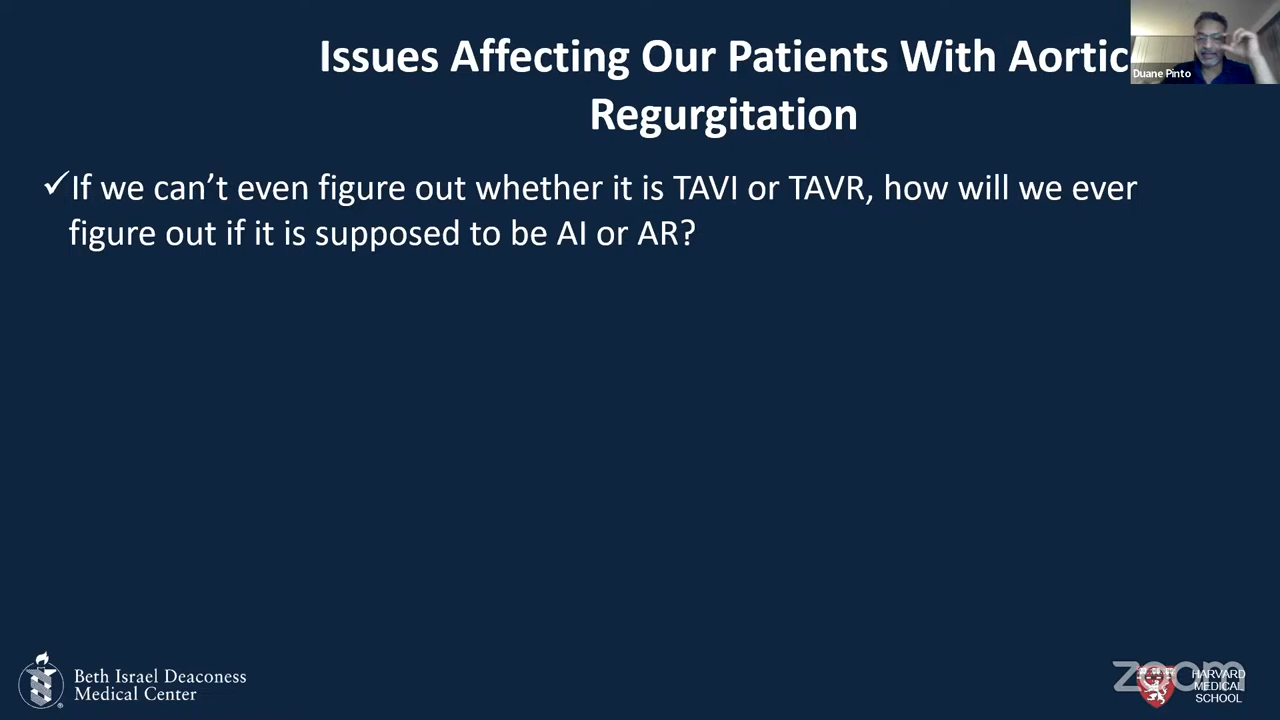 Issues Affecting Our Patients With Aortic
Regurgitation
Duane Pinto
✓If we can’t even figure out whether it is TAVI or TAVR, how will we ever
figure out if it is supposed to be AI or AR?
Beth Israel Deaconess
Medical Center
zoom
HARVARD
MEDICAL
SCHOOL